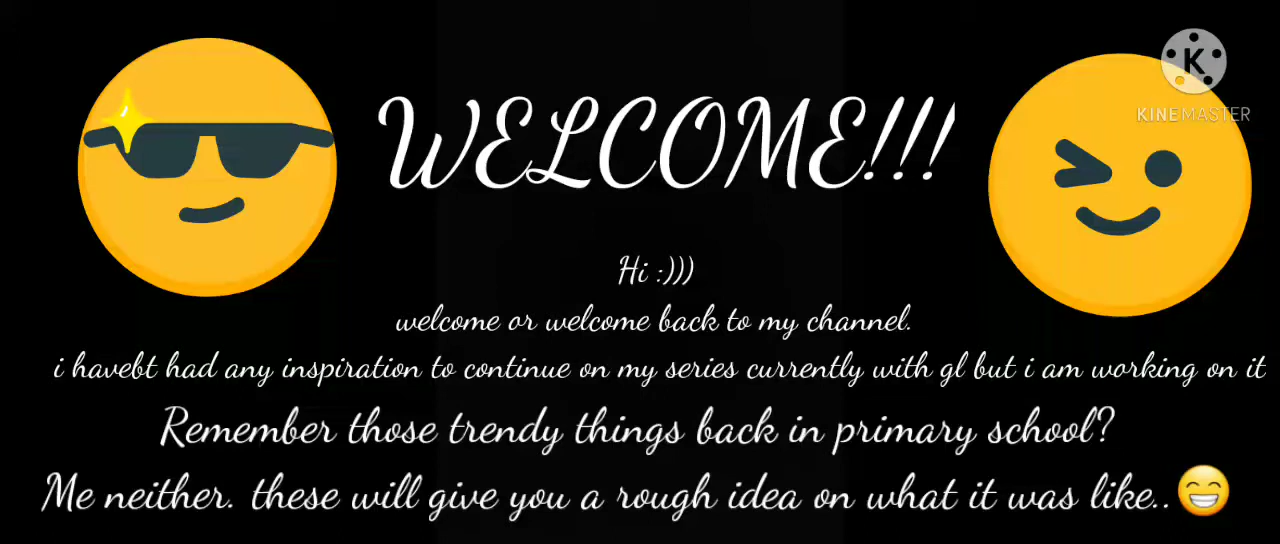 WELCOME!!!
KINEMASTER
Hi :)))
welcome or welcome back to my channel.
i havebt had any inspiration to continue on my series currently with gl but i am working on it
Remember those trendy things back in primary school?
Me neither. these will give you a rough idea on what it was like..😁